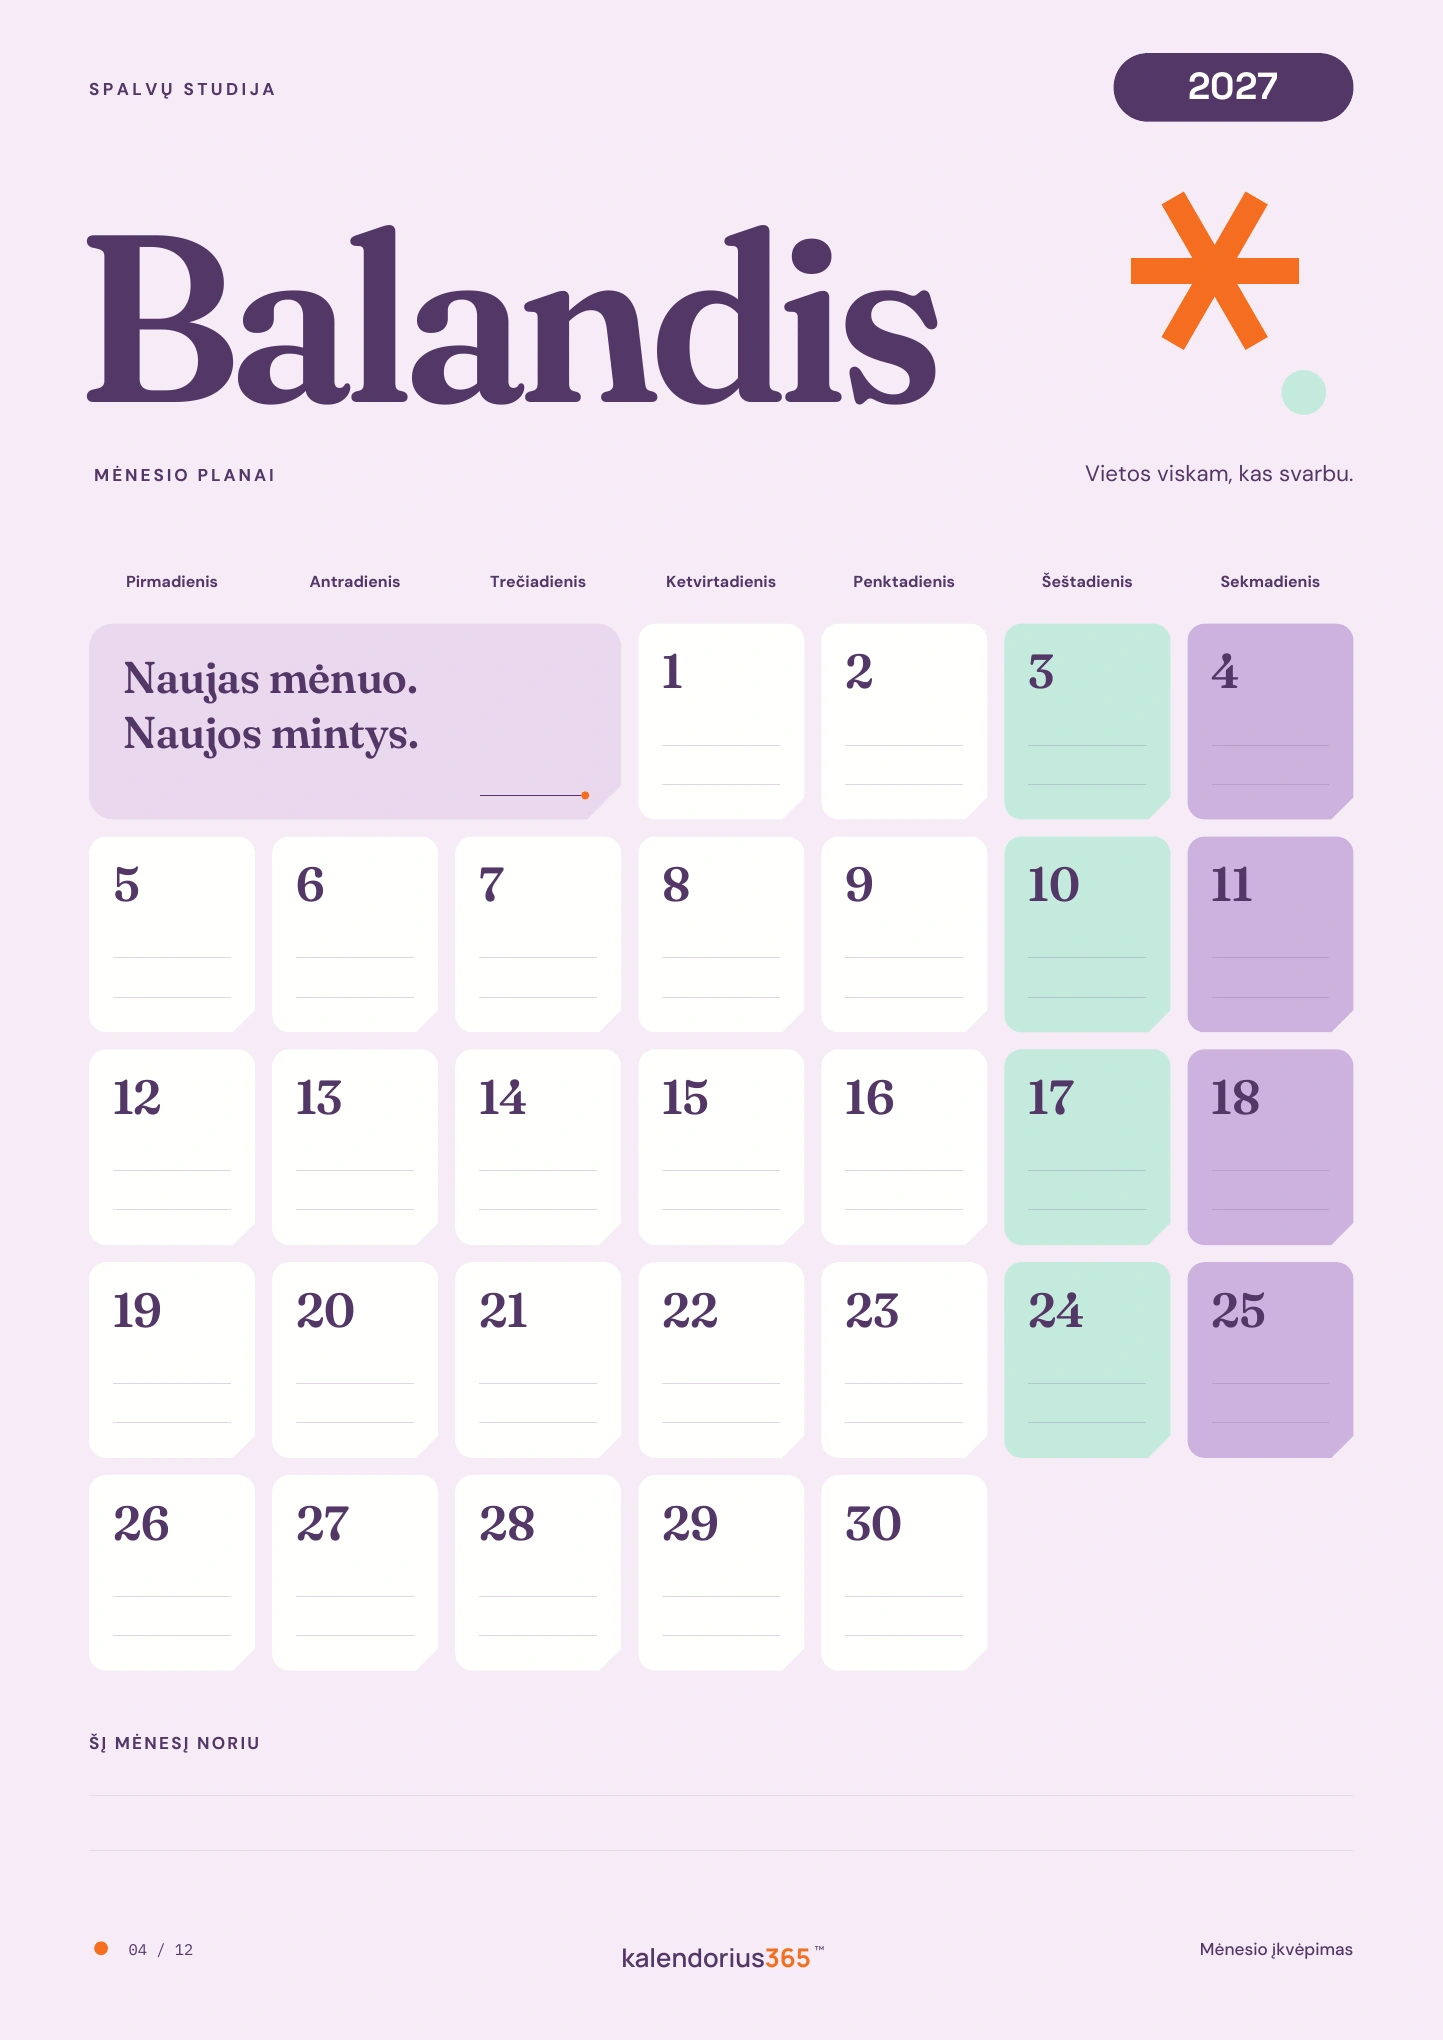 SPALVŲ STUDIJA
2027
Balandis
MĖNESIO PLANAI
Vietos viskam, kas svarbu.
Pirmadienis Antradienis Trečiadienis Ketvirtadienis Penktadienis Šeštadienis Sekmadienis
Naujas mėnuo.
Naujos mintys.
1 2 3 4
5 6 7 8 9 10 11
12 13 14 15 16 17 18
19 20 21 22 23 24 25
26 27 28 29 30
ŠĮ MĖNESĮ NORIU
04 / 12
kalendorius365™
Mėnesio įkvėpimas